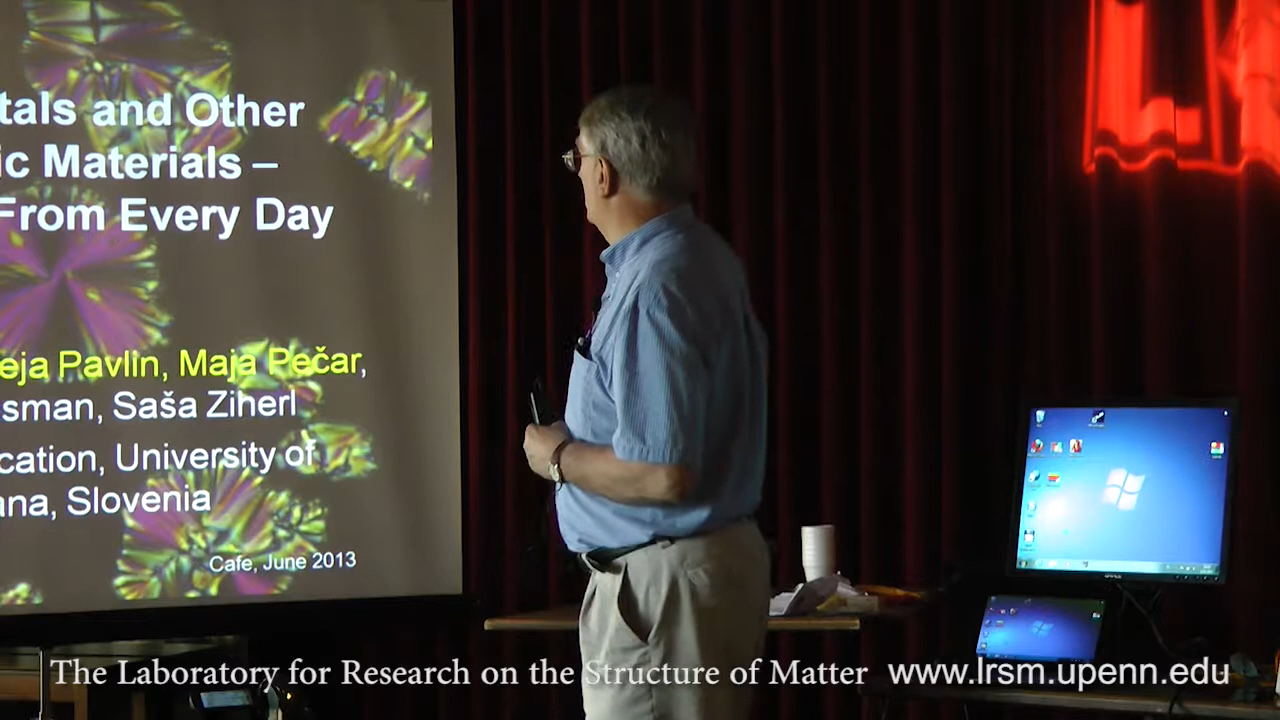 tals and Other
ic Materials –
From Every Day
eja Pavlin, Maja Pečar,
sman, Saša Ziherl
cation, University of
ana, Slovenia
Cafe, June 2013
The Laboratory for Research on the Structure of Matter www.lrsm.upenn.edu